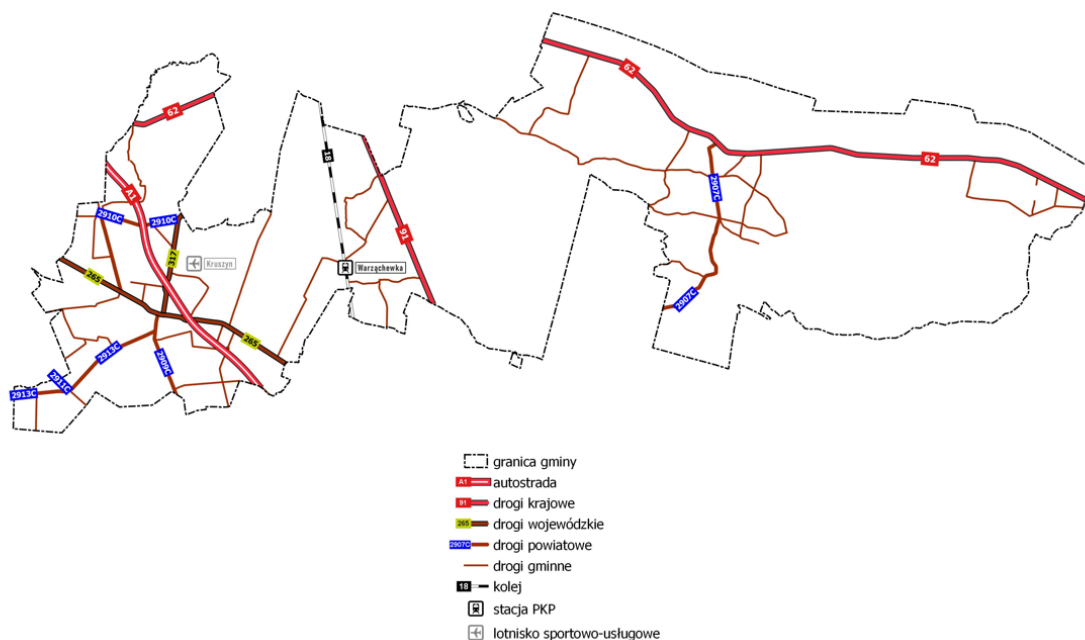 62
62
62
A1
18
91
2910C
2910C
312
Kruszyn
Warząchewka
265
265
2907C
2907C
2913C
2909C
2911C
2913C
granica gminy
A1 autostrada
91 drogi krajowe
265 drogi wojewódzkie
2907C drogi powiatowe
drogi gminne
18 kolej
stacja PKP
lotnisko sportowo-usługowe